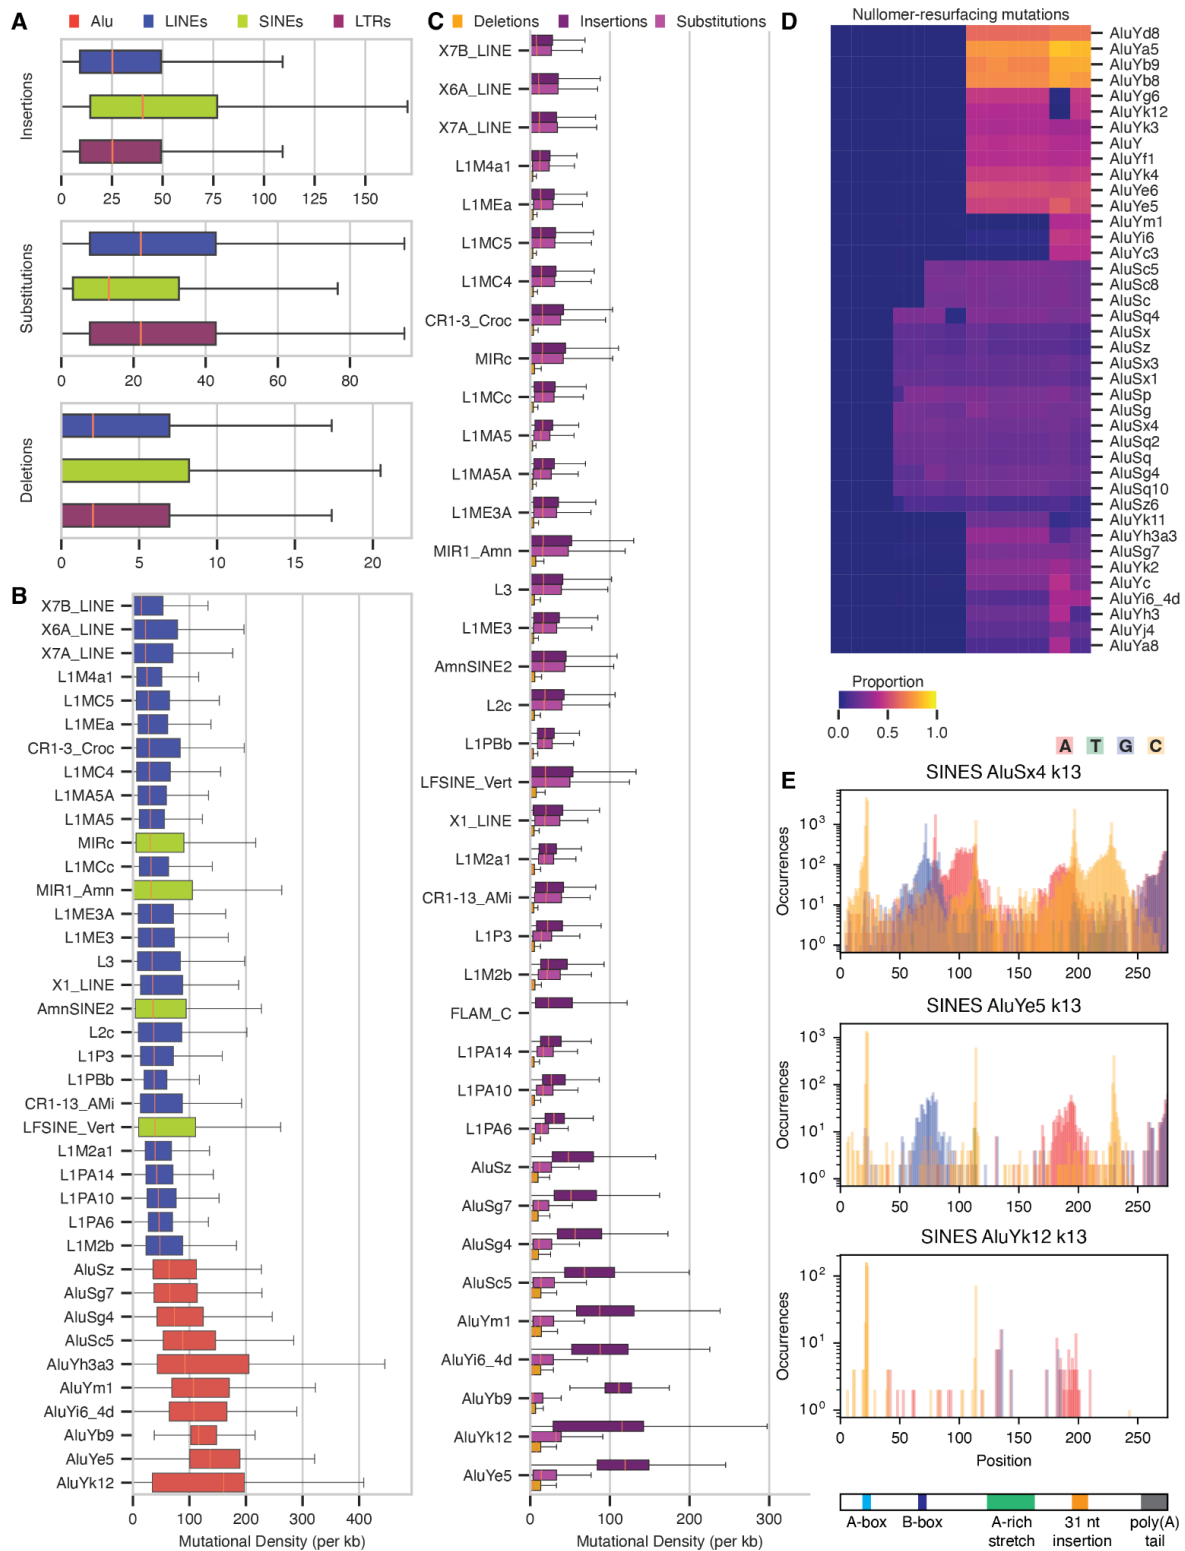 A
Alu LINEs SINEs LTRs
Insertions
0 25 50 75 100 125 150
Substitutions
0 20 40 60 80
Deletions
0 5 10 15 20
B
X7B_LINE
X6A_LINE
X7A_LINE
L1M4a1
L1MC5
L1MEa
CR1-3_Croc
L1MC4
L1MA5A
L1MA5
MIRc
L1MCc
MIR1_Amn
L1ME3A
L1ME3
L3
X1_LINE
AmnSINE2
L2c
L1P3
L1PBb
CR1-13_AMi
LFSINE_Vert
L1M2a1
L1PA14
L1PA10
L1PA6
L1M2b
AluSz
AluSg7
AluSg4
AluSc5
AluYh3a3
AluYm1
AluYi6_4d
AluYb9
AluYe5
AluYk12
0 100 200 300 400
Mutational Density (per kb)
C
Deletions Insertions Substitutions
X7B_LINE
X6A_LINE
X7A_LINE
L1M4a1
L1MEa
L1MC5
L1MC4
CR1-3_Croc
MIRc
L1MCc
L1MA5
L1MA5A
L1ME3A
MIR1_Amn
L3
L1ME3
AmnSINE2
L2c
L1PBb
LFSINE_Vert
X1_LINE
L1M2a1
CR1-13_AMi
L1P3
L1M2b
FLAM_C
L1PA14
L1PA10
L1PA6
AluSz
AluSg7
AluSg4
AluSc5
AluYm1
AluYi6_4d
AluYb9
AluYk12
AluYe5
0 100 200 300
Mutational Density (per kb)
D
Nullomer-resurfacing mutations
AluYd8
AluYa5
AluYb9
AluYb8
AluYg6
AluYk12
AluYk3
AluY
AluYf1
AluYk4
AluYe6
AluYe5
AluYm1
AluYi6
AluYc3
AluSc5
AluSc8
AluSc
AluSq4
AluSx
AluSz
AluSx3
AluSx1
AluSp
AluSg
AluSx4
AluSq2
AluSq
AluSg4
AluSq10
AluSz6
AluYk11
AluYh3a3
AluSg7
AluYk2
AluYc
AluYi6_4d
AluYh3
AluYj4
AluYa8
Proportion
0.0 0.5 1.0
A T G C
E
SINES AluSx4 k13
Occurrences
10³
10²
10¹
10⁰
0 50 100 150 200 250
SINES AluYe5 k13
Occurrences
10³
10²
10¹
10⁰
0 50 100 150 200 250
SINES AluYk12 k13
Occurrences
10²
10¹
10⁰
0 50 100 150 200 250
Position
A-box B-box A-rich stretch 31 nt insertion poly(A) tail